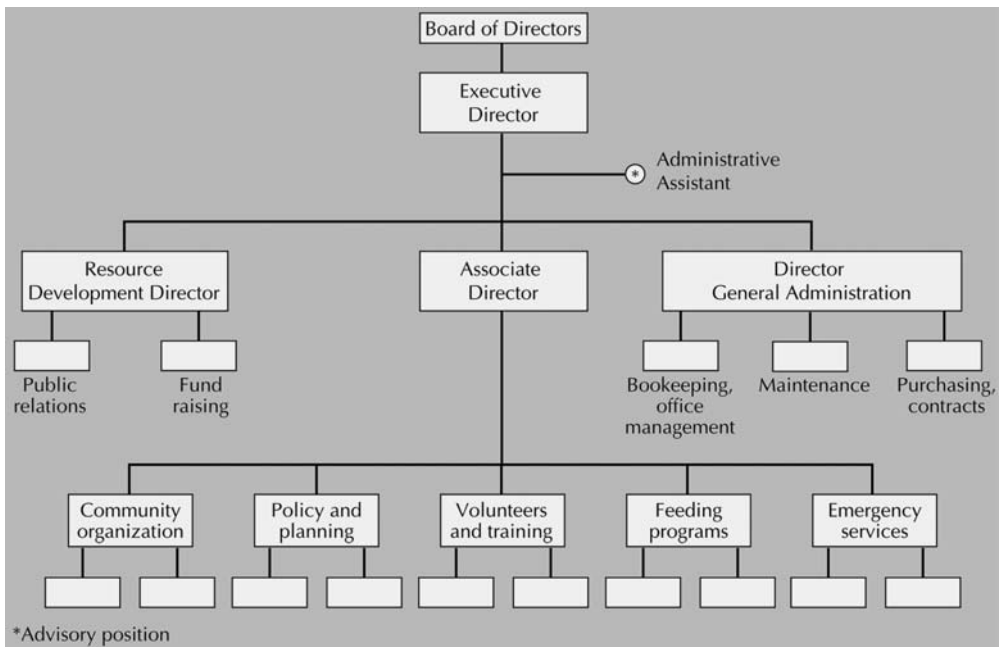 Board of Directors
Executive
Director
Administrative
Assistant
*
Resource
Development Director
Associate
Director
Director
General Administration
Public
relations
Fund
raising
Bookkeeping,
office
management
Maintenance
Purchasing,
contracts
Community
organization
Policy and
planning
Volunteers
and training
Feeding
programs
Emergency
services
*Advisory position